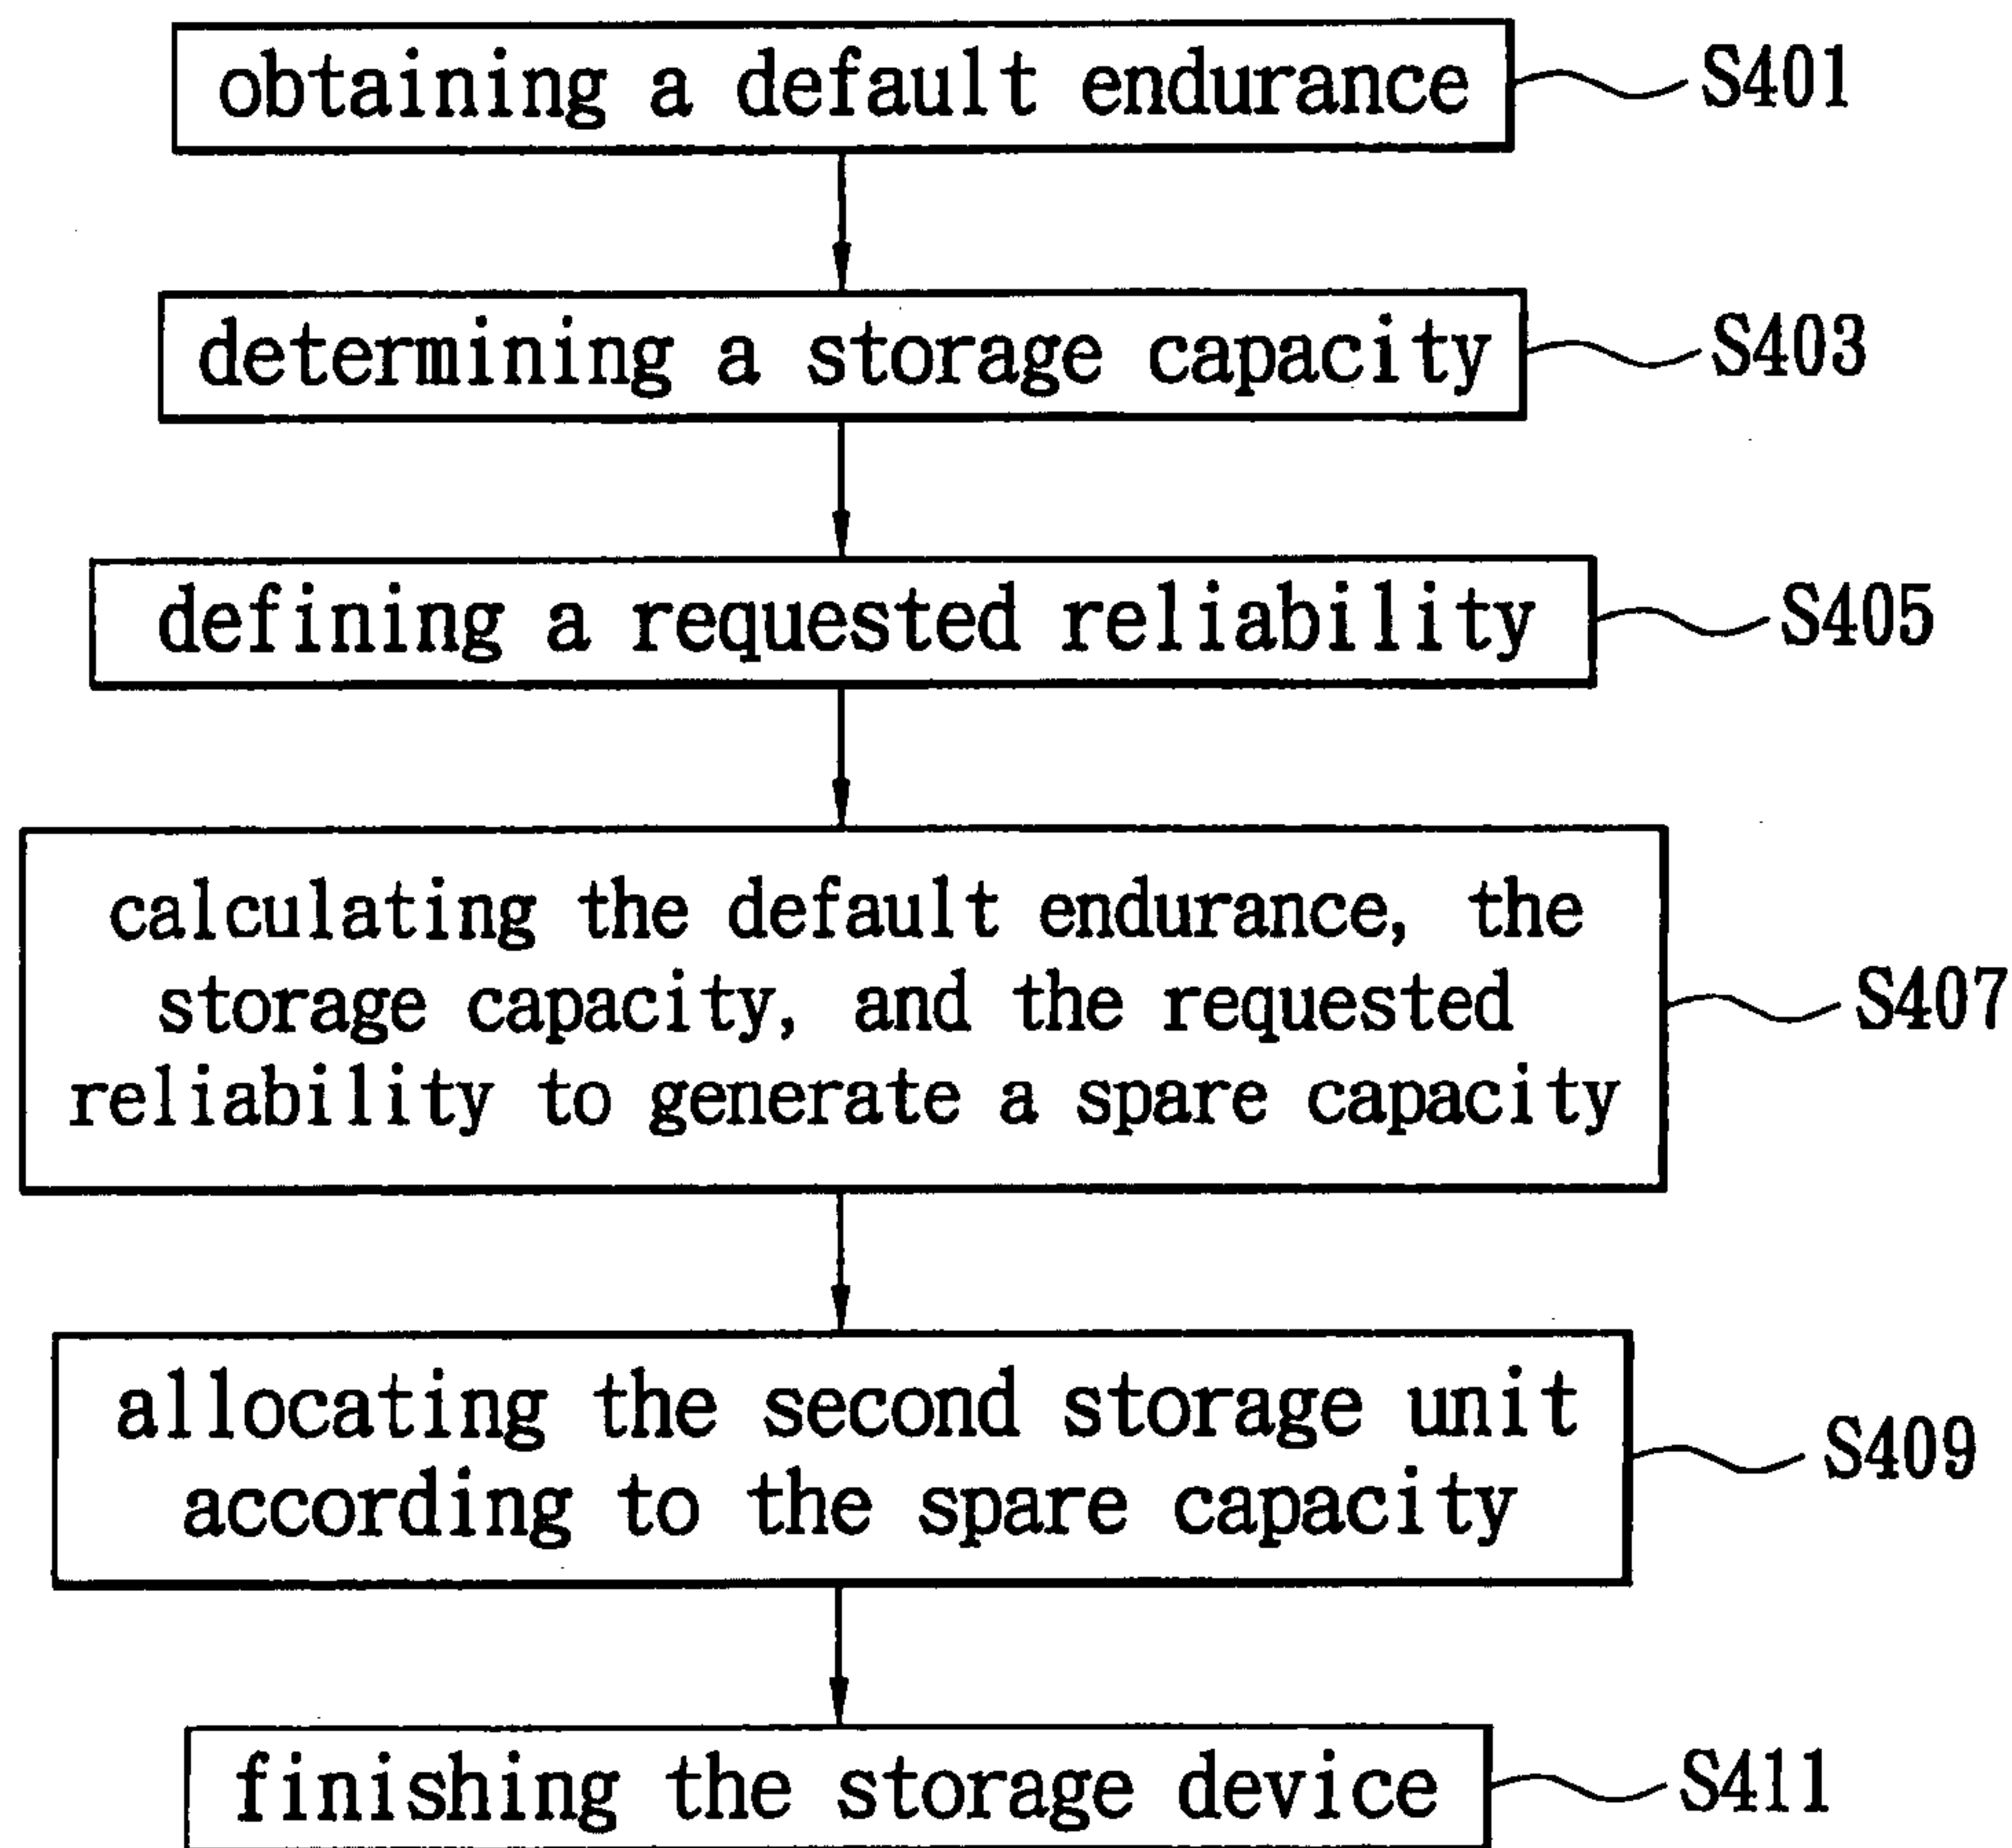 obtaining a default endurance
S401
determining a storage capacity
S403
defining a requested reliability
S405
calculating the default endurance, the
storage capacity, and the requested
reliability to generate a spare capacity
S407
allocating the second storage unit
according to the spare capacity
S409
finishing the storage device
S411